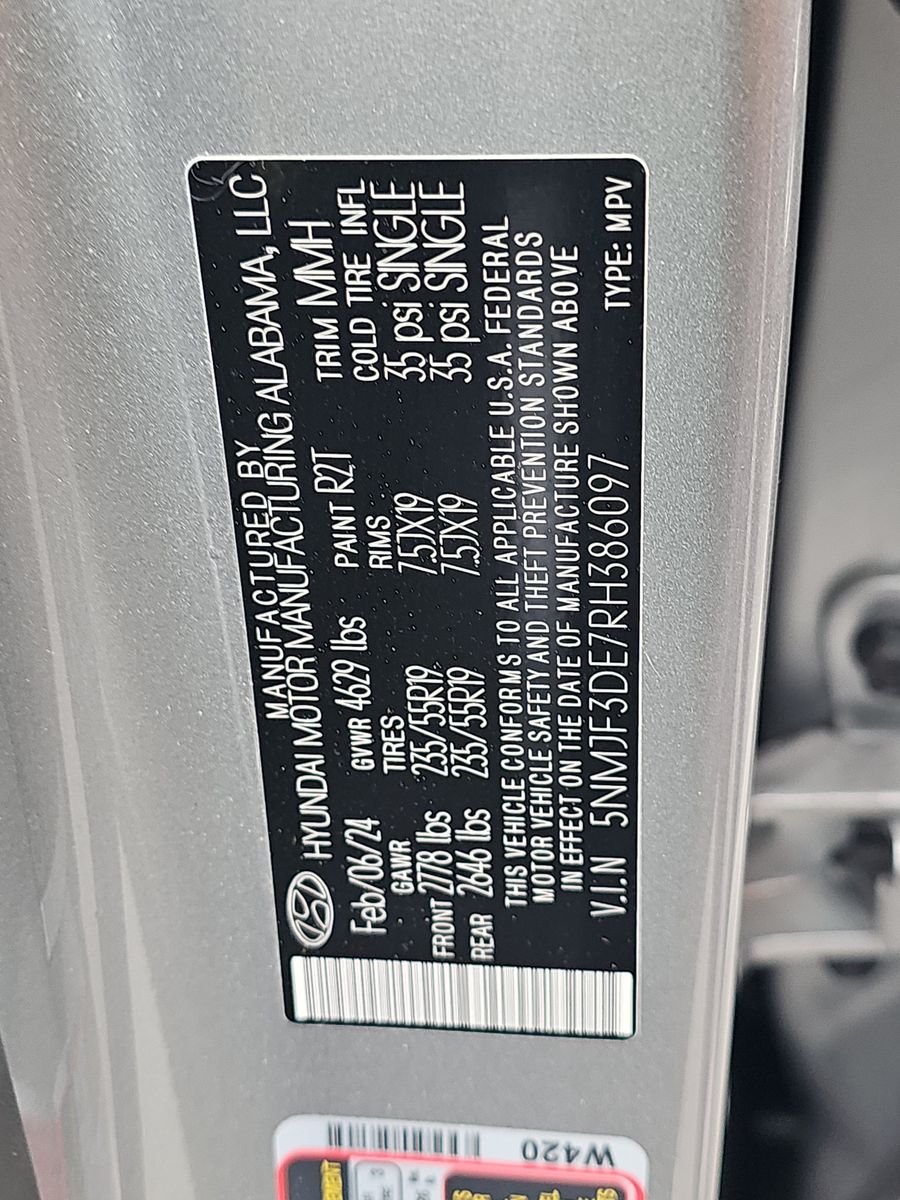 MANUFACTURED BY
HYUNDAI MOTOR MANUFACTURING ALABAMA, LLC
Feb/06/24 GVWR 4629 lbs PAINT R2T TRIM MMH
GAWR TIRES RIMS COLD TIRE INFL
FRONT 2778 lbs 235/55R19 7.5JX19 35 psi SINGLE
REAR 2646 lbs 235/55R19 7.5JX19 35 psi SINGLE
THIS VEHICLE CONFORMS TO ALL APPLICABLE U.S.A. FEDERAL
MOTOR VEHICLE SAFETY AND THEFT PREVENTION STANDARDS
IN EFFECT ON THE DATE OF MANUFACTURE SHOWN ABOVE
V.I.N 5NMJF3DE7RH386097 TYPE: MPV
W420